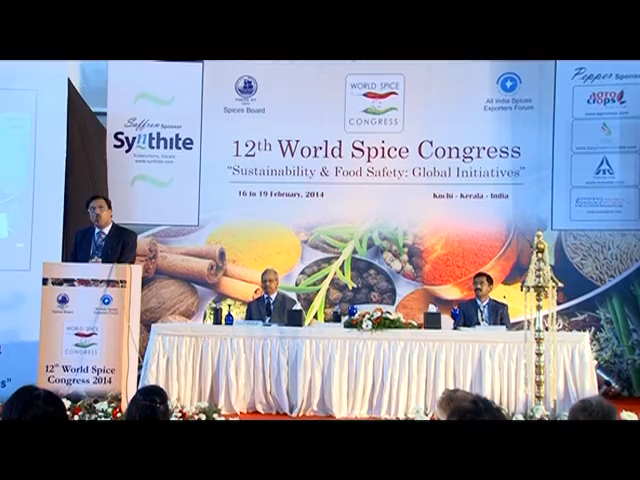 Saffron Sponsor
Synthite
Kolenchery, Kerala
www.synthite.com
Spices Board
WORLD SPICE
CONGRESS
All India Spices
Exporters Forum
12th World Spice Congress
"Sustainability & Food Safety: Global Initiatives"
16 to 19 February, 2014
Kochi - Kerala - India
Pepper Sponsor
agro
crops
WORLD SPICE
CONGRESS
12th World Spice
Congress 2014